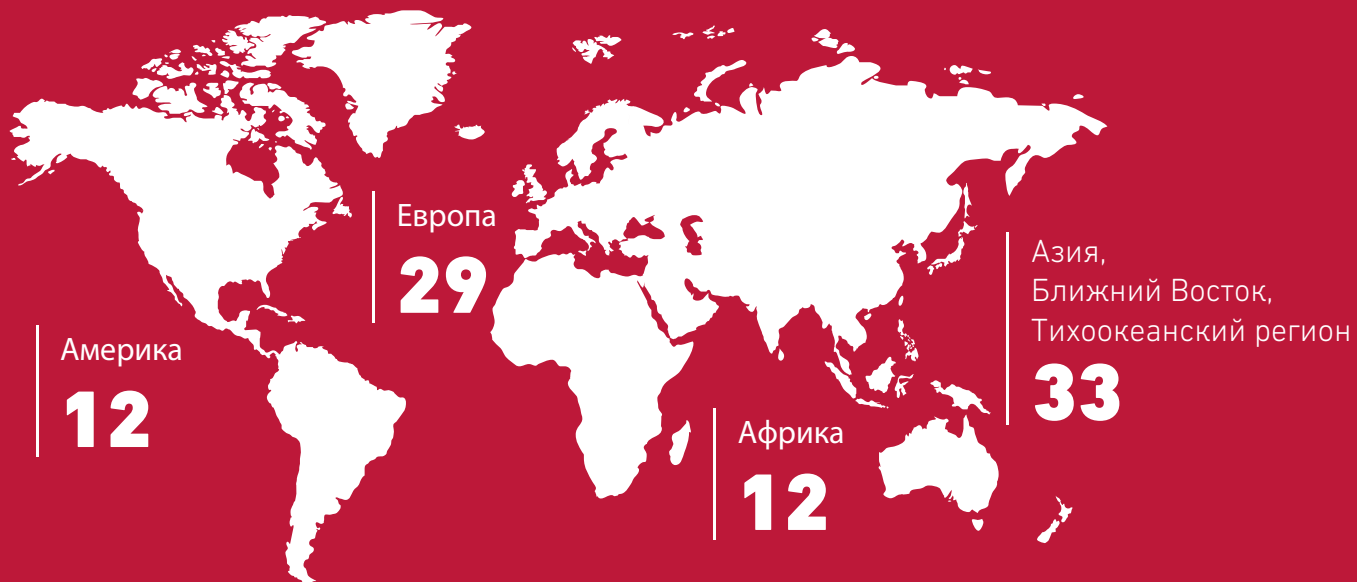 Европа
29
Америка
12
Азия,
Ближний Восток,
Тихоокеанский регион
33
Африка
12